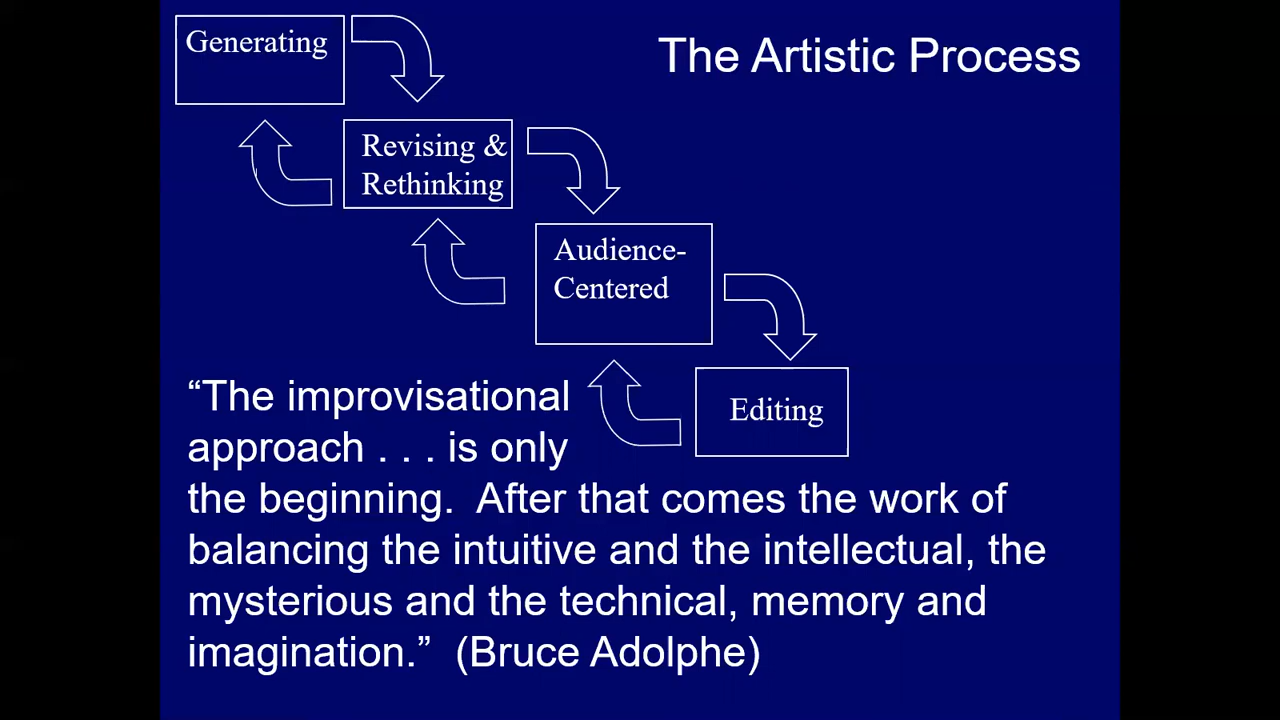 Generating
The Artistic Process
Revising &
Rethinking
Audience-
Centered
Editing
“The improvisational
approach . . . is only
the beginning.  After that comes the work of
balancing the intuitive and the intellectual, the
mysterious and the technical, memory and
imagination.”  (Bruce Adolphe)